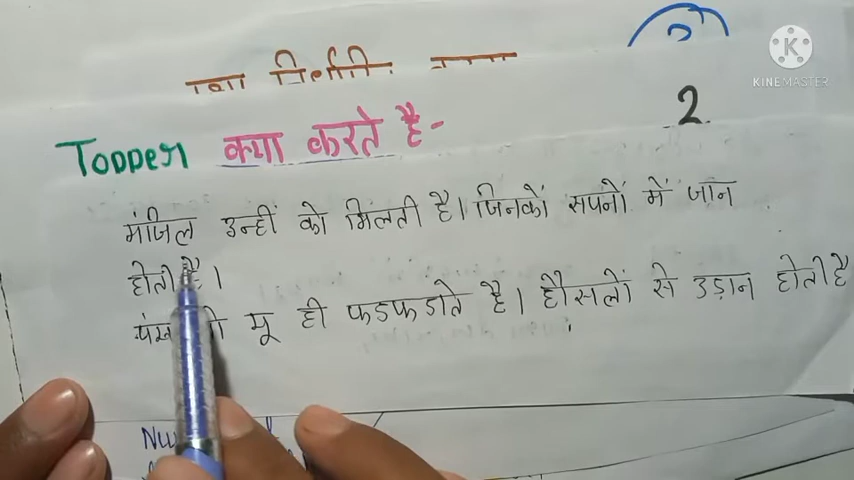 KINEMASTER
2
Topper क्या करते है-
मंजिल उन्हीं को मिलती है। जिनकों सपनों में जान
होती है।
मू ही फडफडाते है। हौसलों से उड़ान होती है